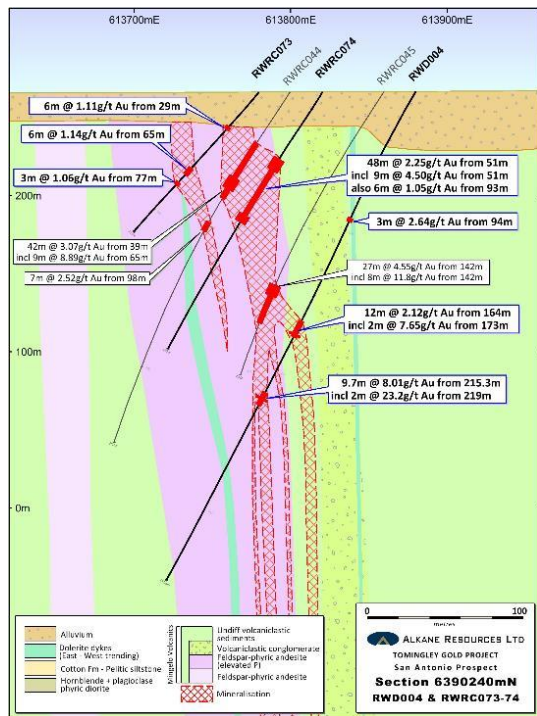 613700mE
613800mE
613900mE
RWRC073
RWRC044
RWRC074
RWRC045
RWD004
6m @ 1.11g/t Au from 29m
6m @ 1.14g/t Au from 65m
3m @ 1.06g/t Au from 77m
48m @ 2.25g/t Au from 51m
incl 9m @ 4.50g/t Au from 51m
also 6m @ 1.05g/t Au from 93m
200m
3m @ 2.64g/t Au from 94m
42m @ 3.07g/t Au from 39m
incl 9m @ 8.89g/t Au from 65m
7m @ 2.52g/t Au from 98m
27m @ 4.55g/t Au from 142m
incl 8m @ 11.8g/t Au from 142m
12m @ 2.12g/t Au from 164m
incl 2m @ 7.65g/t Au from 173m
100m
9.7m @ 8.01g/t Au from 215.3m
incl 2m @ 23.2g/t Au from 219m
0m
Alluvium
Dolerite dykes
(East - West trending)
Cotton Fm - Pelitic siltstone
Hornblende + plagioclase
phyric diorite
Mingelo Volcanics
Undiff volcaniclastic
sediments
Volcaniclastic conglomerate
Feldspar-phyric andesite
(elevated P)
Feldspar-phyric andesite
Mineralisation
0
100
metres
ALKANE RESOURCES LTD
TOMINGLEY GOLD PROJECT
San Antonio Prospect
Section 6390240mN
RWD004 & RWRC073-74